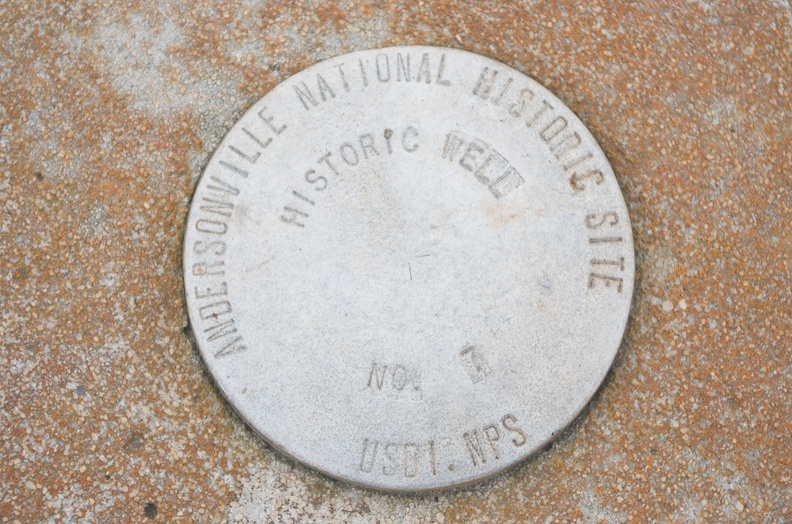 ANDERSONVILLE NATIONAL HISTORIC SITE
HISTORIC WELL
NO.
USDI. NPS